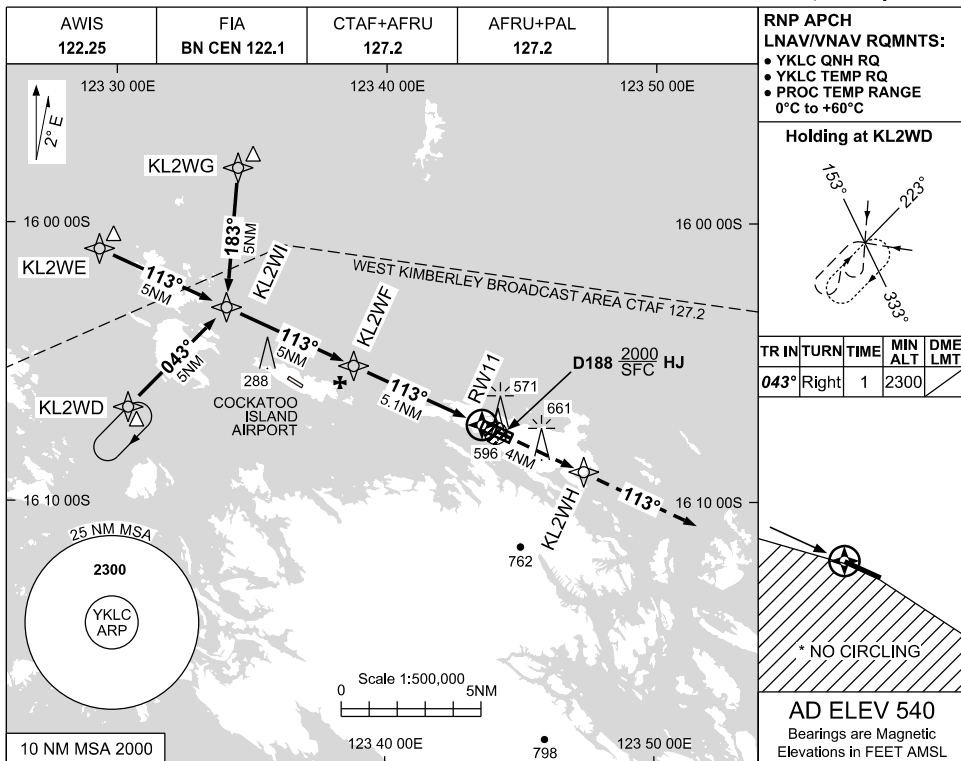 AWIS
122.25
FIA
BN CEN 122.1
CTAF+AFRU
127.2
AFRU+PAL
127.2
RNP APCH
LNAV/VNAV RQMNTS:
• YKLC QNH RQ
• YKLC TEMP RQ
• PROC TEMP RANGE
0°C to +60°C
Holding at KL2WD
153°
223°
333°
TR IN TURN TIME MIN ALT DME LMT
043° Right 1 2300
* NO CIRCLING
AD ELEV 540
Bearings are Magnetic
Elevations in FEET AMSL
123 30 00E
123 40 00E
123 50 00E
2° E
KL2WG
16 00 00S
16 00 00S
183°
5NM
KL2WE
113°
5NM
KL2WI
WEST KIMBERLEY BROADCAST AREA CTAF 127.2
KL2WF
113°
5NM
043°
5NM
288
113°
5.1NM
RW11
D188 2000 HJ
SFC
571
661
KL2WD
COCKATOO
ISLAND
AIRPORT
596
4NM
KL2WH
113°
16 10 00S
16 10 00S
25 NM MSA
2300
YKLC
ARP
762
Scale 1:500,000
0
5NM
123 40 00E
123 50 00E
798
10 NM MSA 2000